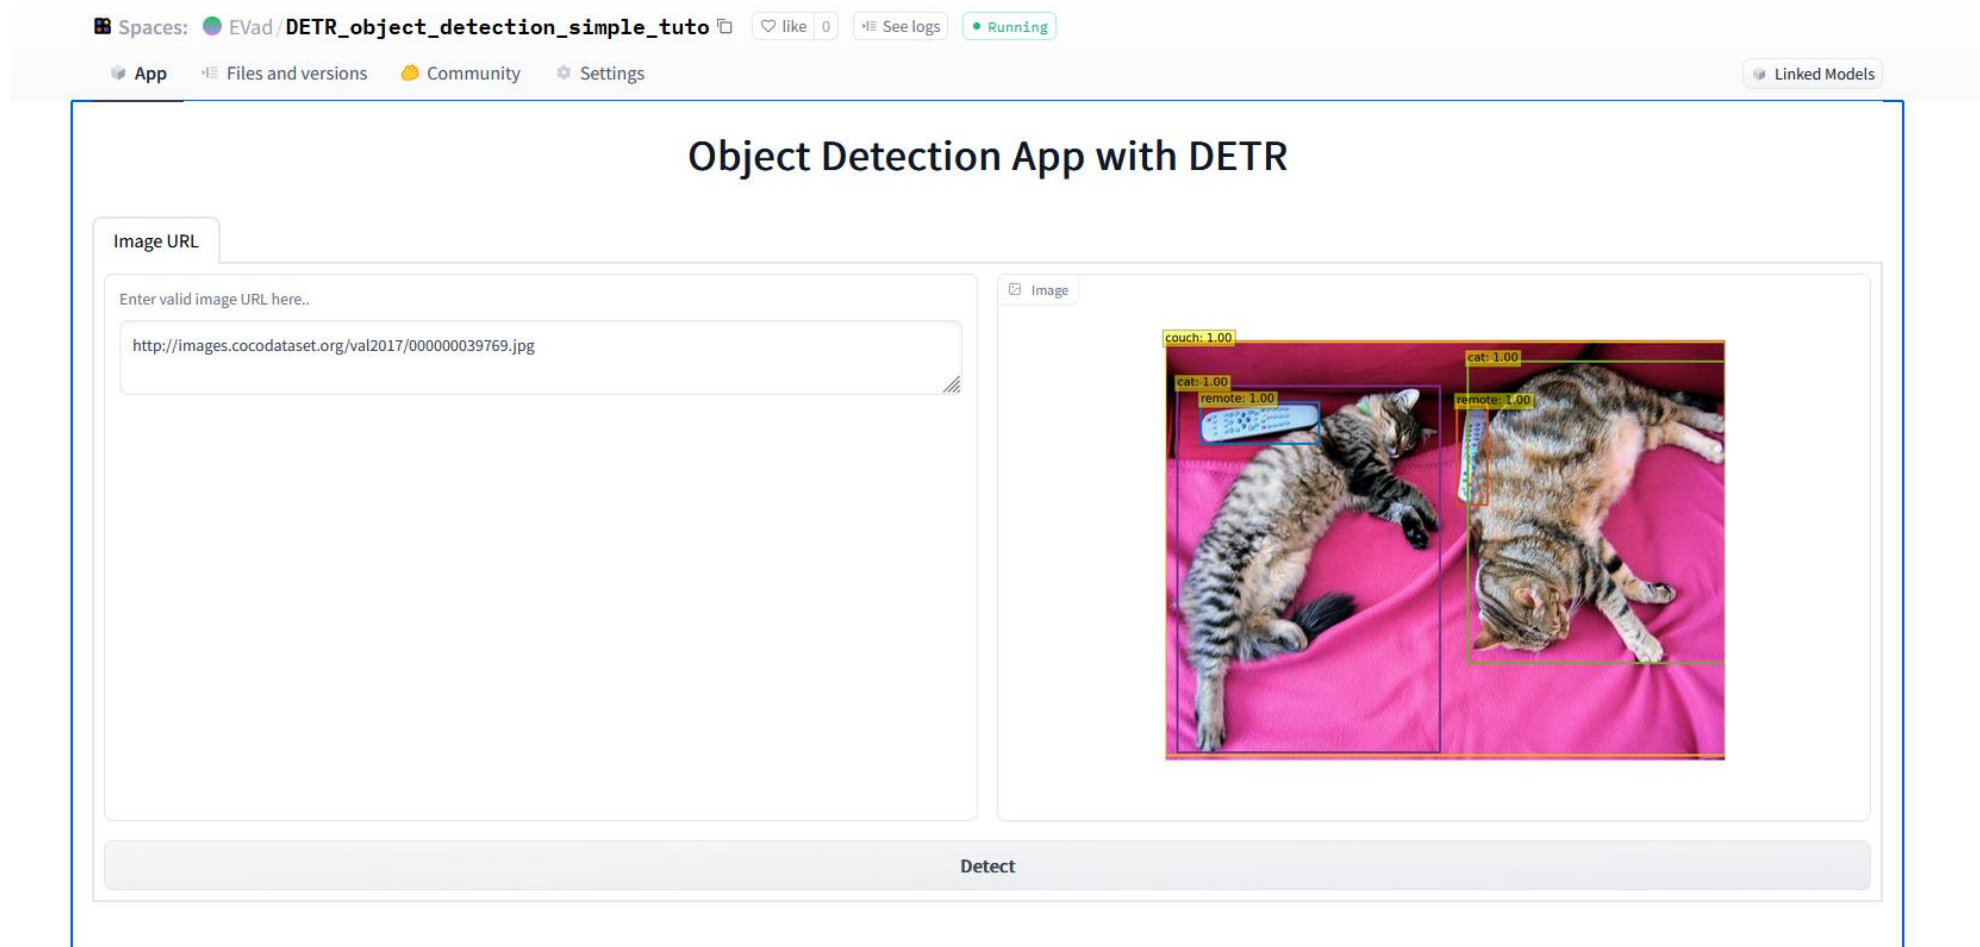 Spaces: EVad/DETR_object_detection_simple_tuto like 0 See logs Running
App Files and versions Community Settings Linked Models
Object Detection App with DETR
Image URL
Enter valid image URL here..
http://images.cocodataset.org/val2017/000000039769.jpg
Image
couch: 1.00
cat: 1.00
cat: 1.00
remote: 1.00
remote: 1.00
Detect